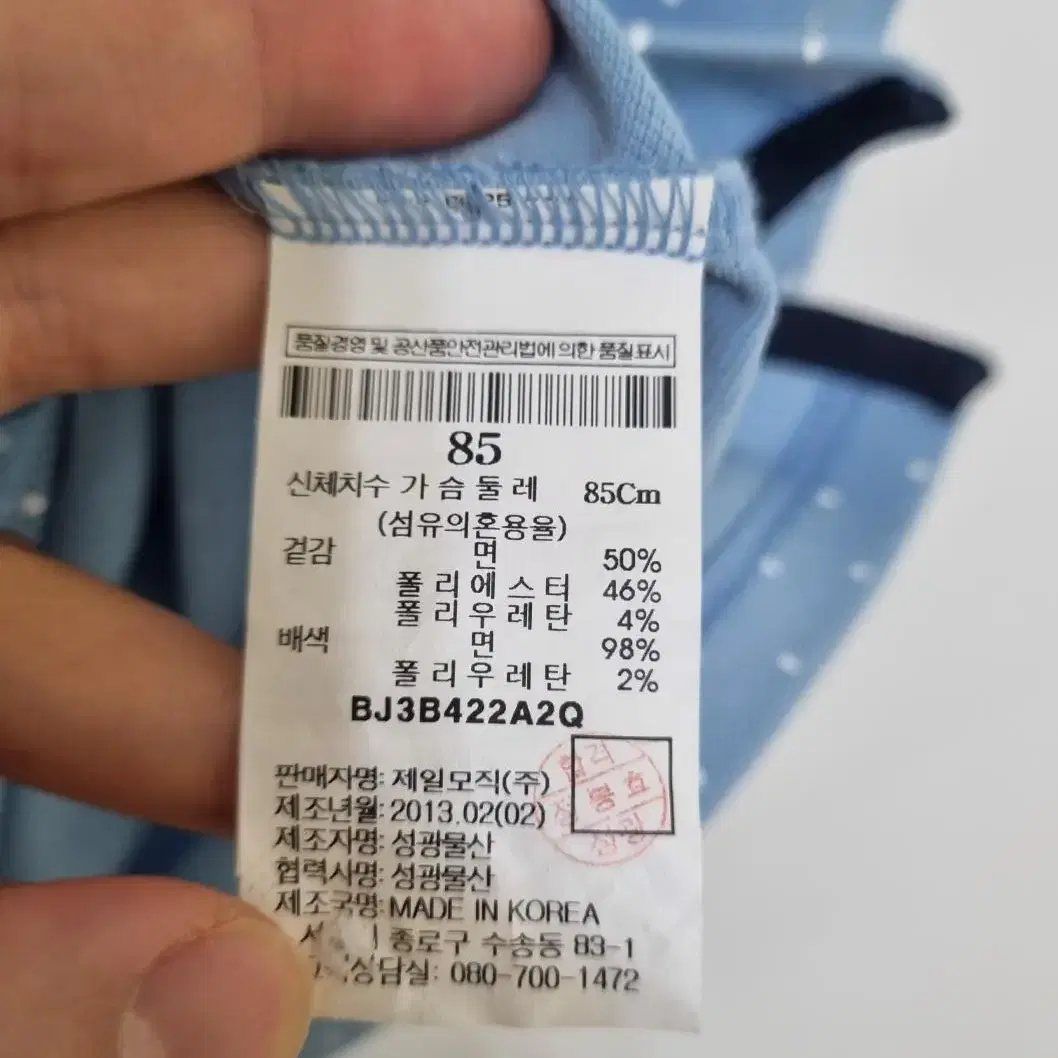 품질경영 및 공산품안전관리법에 의한 품질표시
85
신체치수 가 슴 둘 레 85Cm
(섬유의혼용율)
겉감 면 50%
폴 리 에 스 터 46%
폴 리 우 레 탄 4%
배색 면 98%
폴 리 우 레 탄 2%
BJ3B422A2Q
판매자명: 제일모직(주)
제조년월: 2013.02(02)
제조자명: 성광물산
협력사명: 성광물산
제조국명: MADE IN KOREA
종로구 수송동 83-1
상담실: 080-700-1472
합격